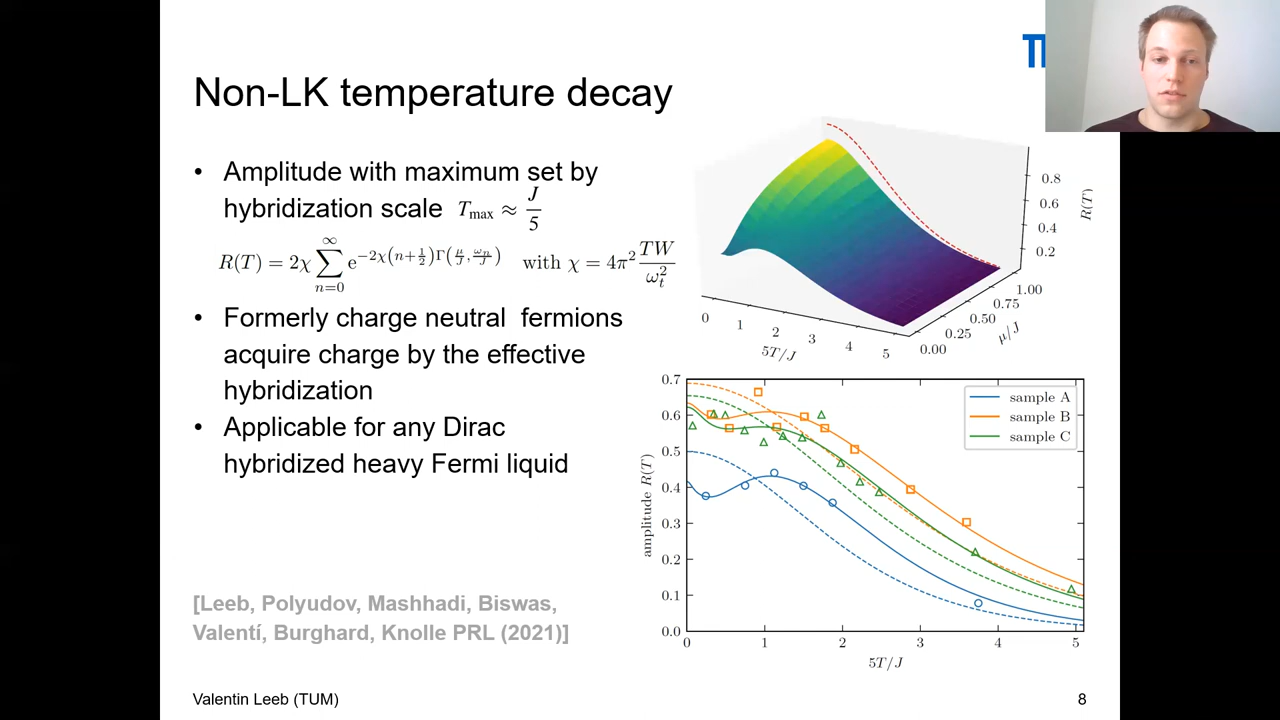 Non-LK temperature decay
• Amplitude with maximum set by
hybridization scale T_max ≈ J/5
R(T) = 2χ ∑_{n=0}^{∞} e^{−2χ(n+1/2)Γ(μ/J, ω_n/J)} with χ = 4π² TW/ω_t²
• Formerly charge neutral fermions
acquire charge by the effective
hybridization
• Applicable for any Dirac
hybridized heavy Fermi liquid
[Leeb, Polyudov, Mashhadi, Biswas,
Valentí, Burghard, Knolle PRL (2021)]
Valentin Leeb (TUM)
8
0.8
0.6
0.4
0.2
R(T)
1.00
0.75
0.50
0.25
0.00
μ/J
0 1 2 3 4 5
5T/J
0.7
0.6
0.5
0.4
0.3
0.2
0.1
0.0
amplitude R(T)
sample A
sample B
sample C
0 1 2 3 4 5
5T/J